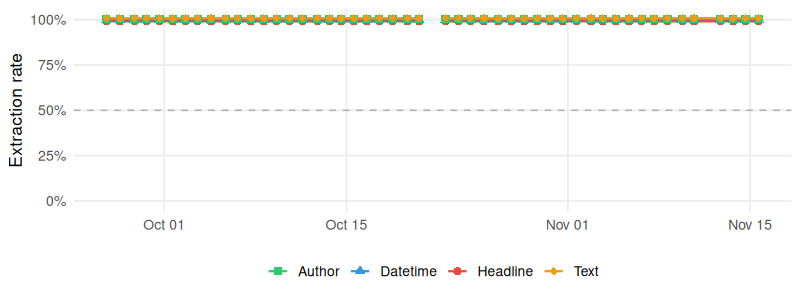 Extraction rate
100%
75%
50%
25%
0%
Oct 01 Oct 15 Nov 01 Nov 15
Author Datetime Headline Text